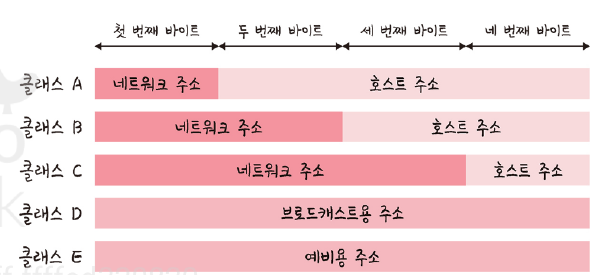 첫 번째 바이트 두 번째 바이트 세 번째 바이트 네 번째 바이트
클래스 A 네트워크 주소 호스트 주소
클래스 B 네트워크 주소 호스트 주소
클래스 C 네트워크 주소 호스트 주소
클래스 D 브로드캐스트용 주소
클래스 E 예비용 주소